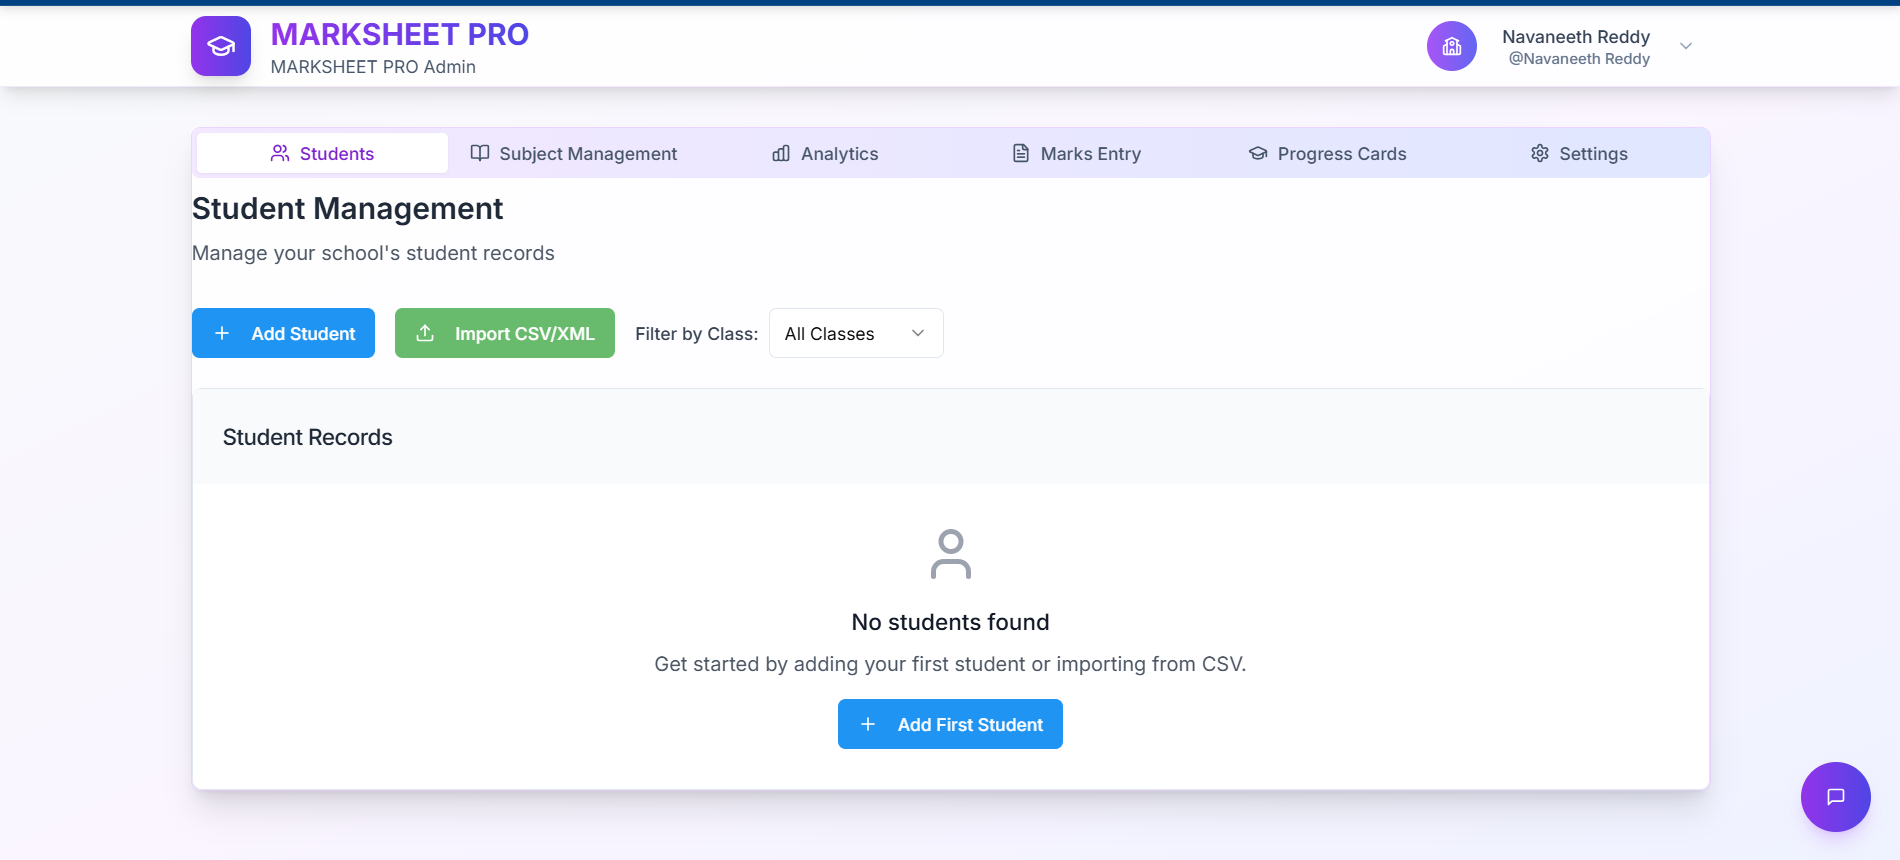 MARKSHEET PRO
MARKSHEET PRO Admin
Navaneeth Reddy
@Navaneeth Reddy
Students
Subject Management
Analytics
Marks Entry
Progress Cards
Settings
Student Management
Manage your school's student records
Add Student
Import CSV/XML
Filter by Class:
All Classes
Student Records
No students found
Get started by adding your first student or importing from CSV.
Add First Student